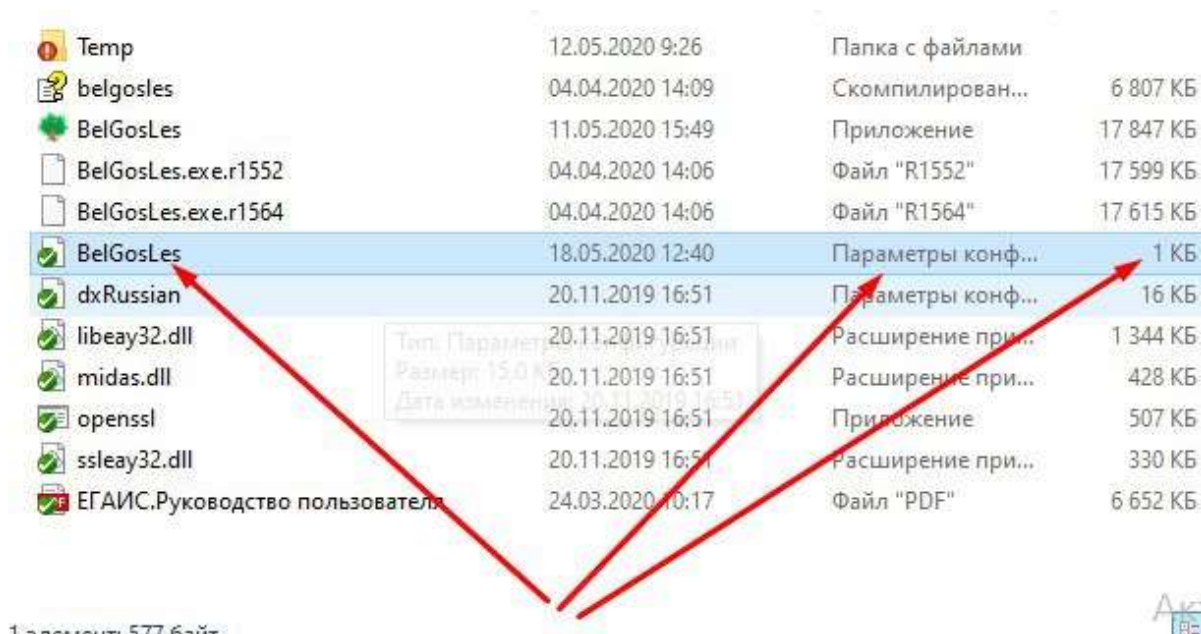 Temp 12.05.2020 9:26 Папка с файлами
belgosles 04.04.2020 14:09 Скомпилирован... 6 807 КБ
BelGosLes 11.05.2020 15:49 Приложение 17 847 КБ
BelGosLes.exe.r1552 04.04.2020 14:06 Файл "R1552" 17 599 КБ
BelGosLes.exe.r1564 04.04.2020 14:06 Файл "R1564" 17 615 КБ
BelGosLes 18.05.2020 12:40 Параметры конф... 1 КБ
dxRussian 20.11.2019 16:51 Параметры конф... 16 КБ
libeay32.dll 20.11.2019 16:51 Расширение при... 1 344 КБ
midas.dll 20.11.2019 16:51 Расширение при... 428 КБ
openssl 20.11.2019 16:51 Приложение 507 КБ
ssleay32.dll 20.11.2019 16:51 Расширение при... 330 КБ
ЕГАИС.Руководство пользователя 24.03.2020 10:17 Файл "PDF" 6 652 КБ
Тип: Параметры конфигурации
Размер: 15,0 КБ
Дата изменения: 20.11.2019 16:51
577 байт